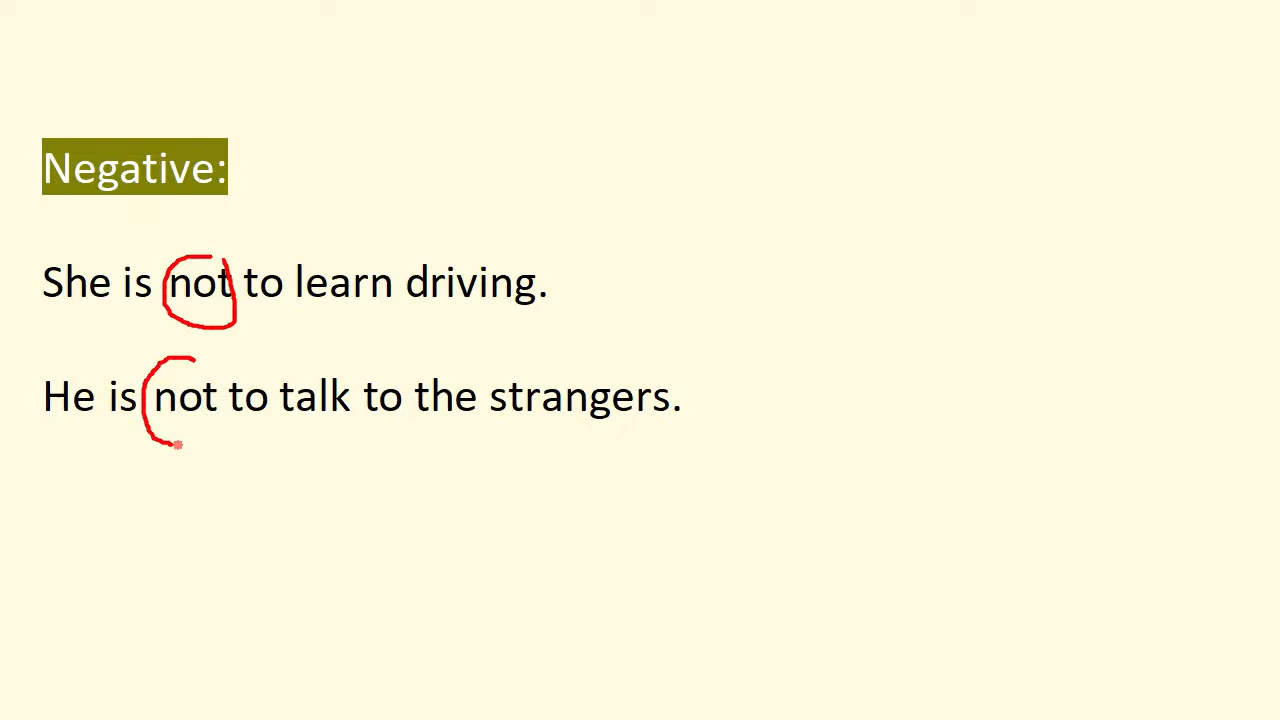 Negative:
She is not to learn driving.
He is not to talk to the strangers.